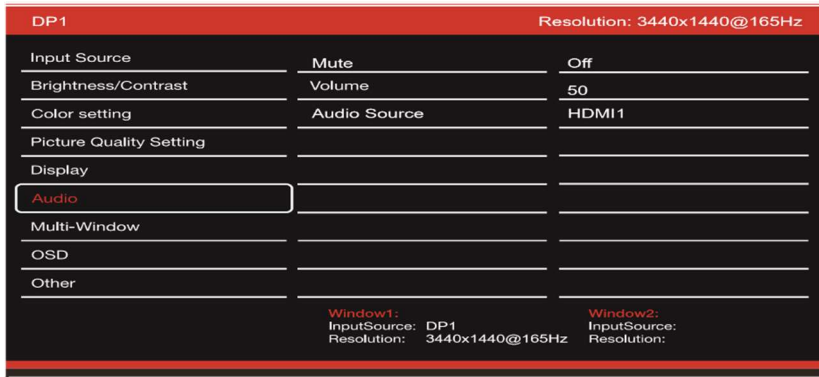 DP1 Resolution: 3440x1440@165Hz
Input Source Mute Off
Brightness/Contrast Volume 50
Color setting Audio Source HDMI1
Picture Quality Setting
Display
Audio
Multi-Window
OSD
Other
Window1: Window2:
InputSource: DP1 InputSource:
Resolution: 3440x1440@165Hz Resolution: